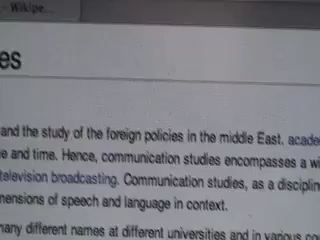 - Wikipe...
es
and the study of the foreign policies in the middle East, acade
e and time. Hence, communication studies encompasses a wi
television broadcasting. Communication studies, as a disciplin
mensions of speech and language in context.
many different names at different universities and in various co